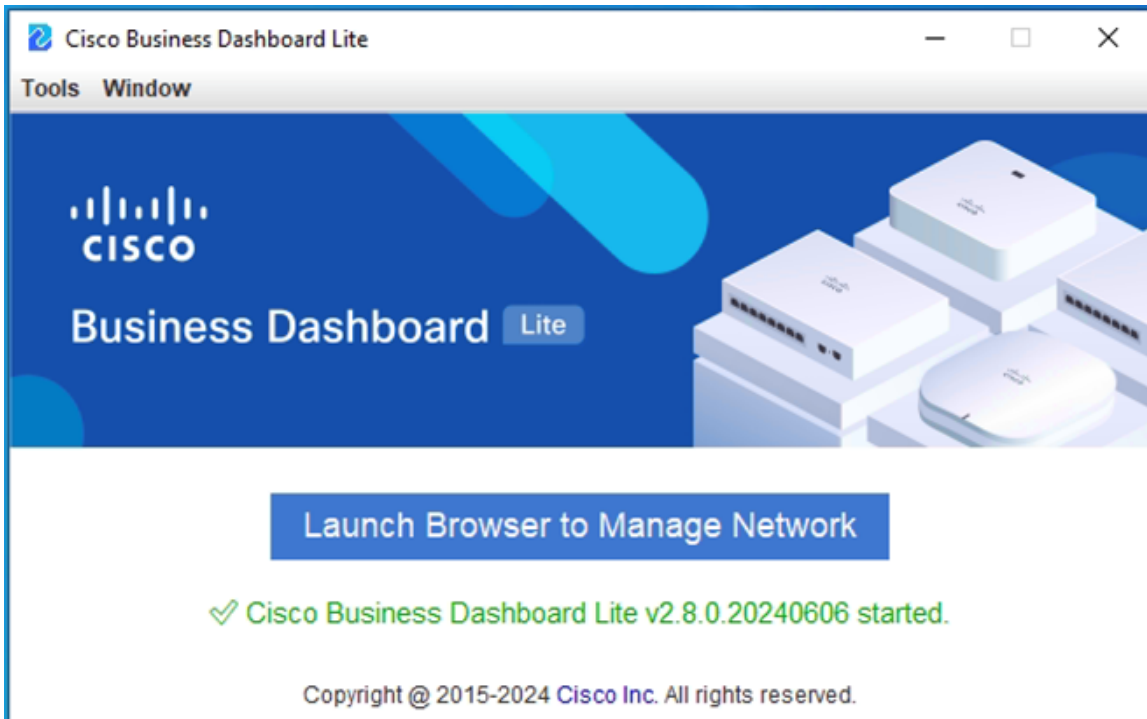 Cisco Business Dashboard Lite
Tools Window
CISCO
Business Dashboard Lite
Launch Browser to Manage Network
Cisco Business Dashboard Lite v2.8.0.20240606 started.
Copyright @ 2015-2024 Cisco Inc. All rights reserved.